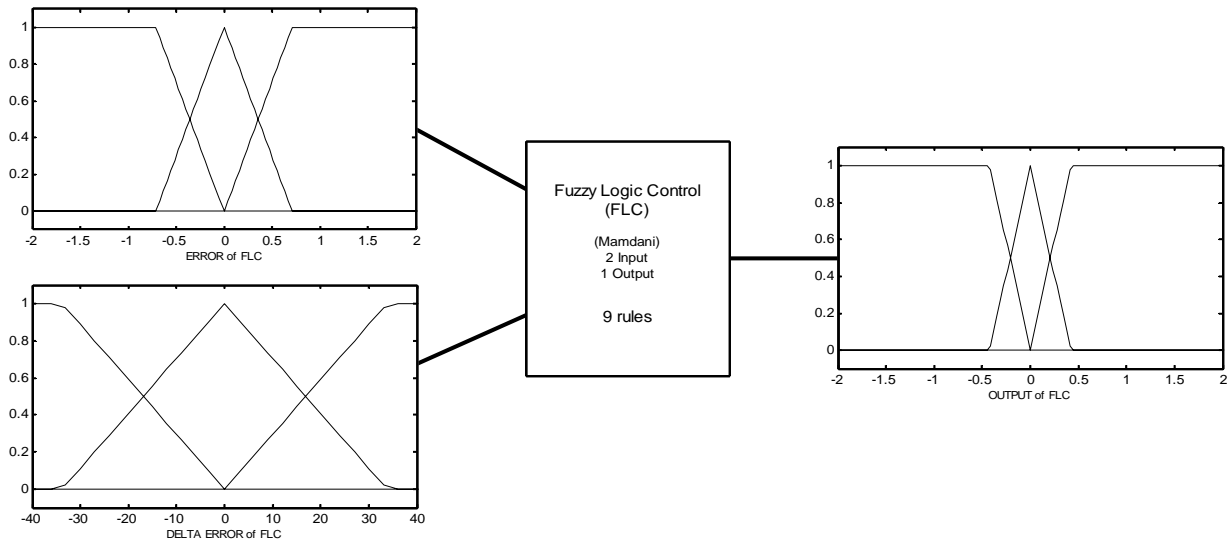 1
0.8
0.6
0.4
0.2
0
-2 -1.5 -1 -0.5 0 0.5 1 1.5 2
ERROR of FLC
1
0.8
0.6
0.4
0.2
0
-40 -30 -20 -10 0 10 20 30 40
DELTA ERROR of FLC
Fuzzy Logic Control
(FLC)
(Mamdani)
2 Input
1 Output
9 rules
1
0.8
0.6
0.4
0.2
0
-2 -1.5 -1 -0.5 0 0.5 1 1.5 2
OUTPUT of FLC